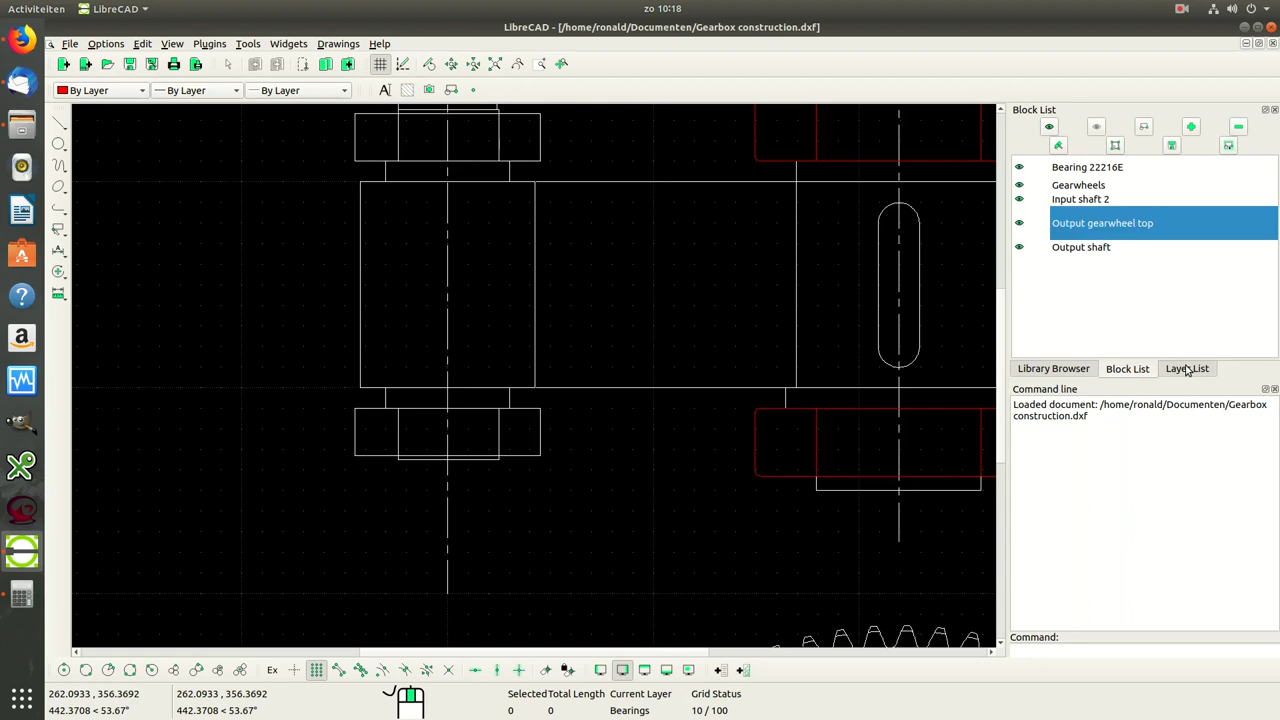 Activiteiten
LibreCAD
zo 10:18
LibreCAD - [/home/ronald/Documenten/Gearbox construction.dxf]
File Options Edit View Plugins Tools Widgets Drawings Help
By Layer
By Layer
By Layer
Block List
Bearing 22216E
Gearwheels
Input shaft 2
Output gearwheel top
Output shaft
Library Browser
Block List
Layer List
Command line
Loaded document: /home/ronald/Documenten/Gearbox
construction.dxf
Command:
Ex
262.0933 , 356.3692
442.3708 < 53.67°
262.0933 , 356.3692
442.3708 < 53.67°
Selected Total Length
0 0
Current Layer
Bearings
Grid Status
10 / 100